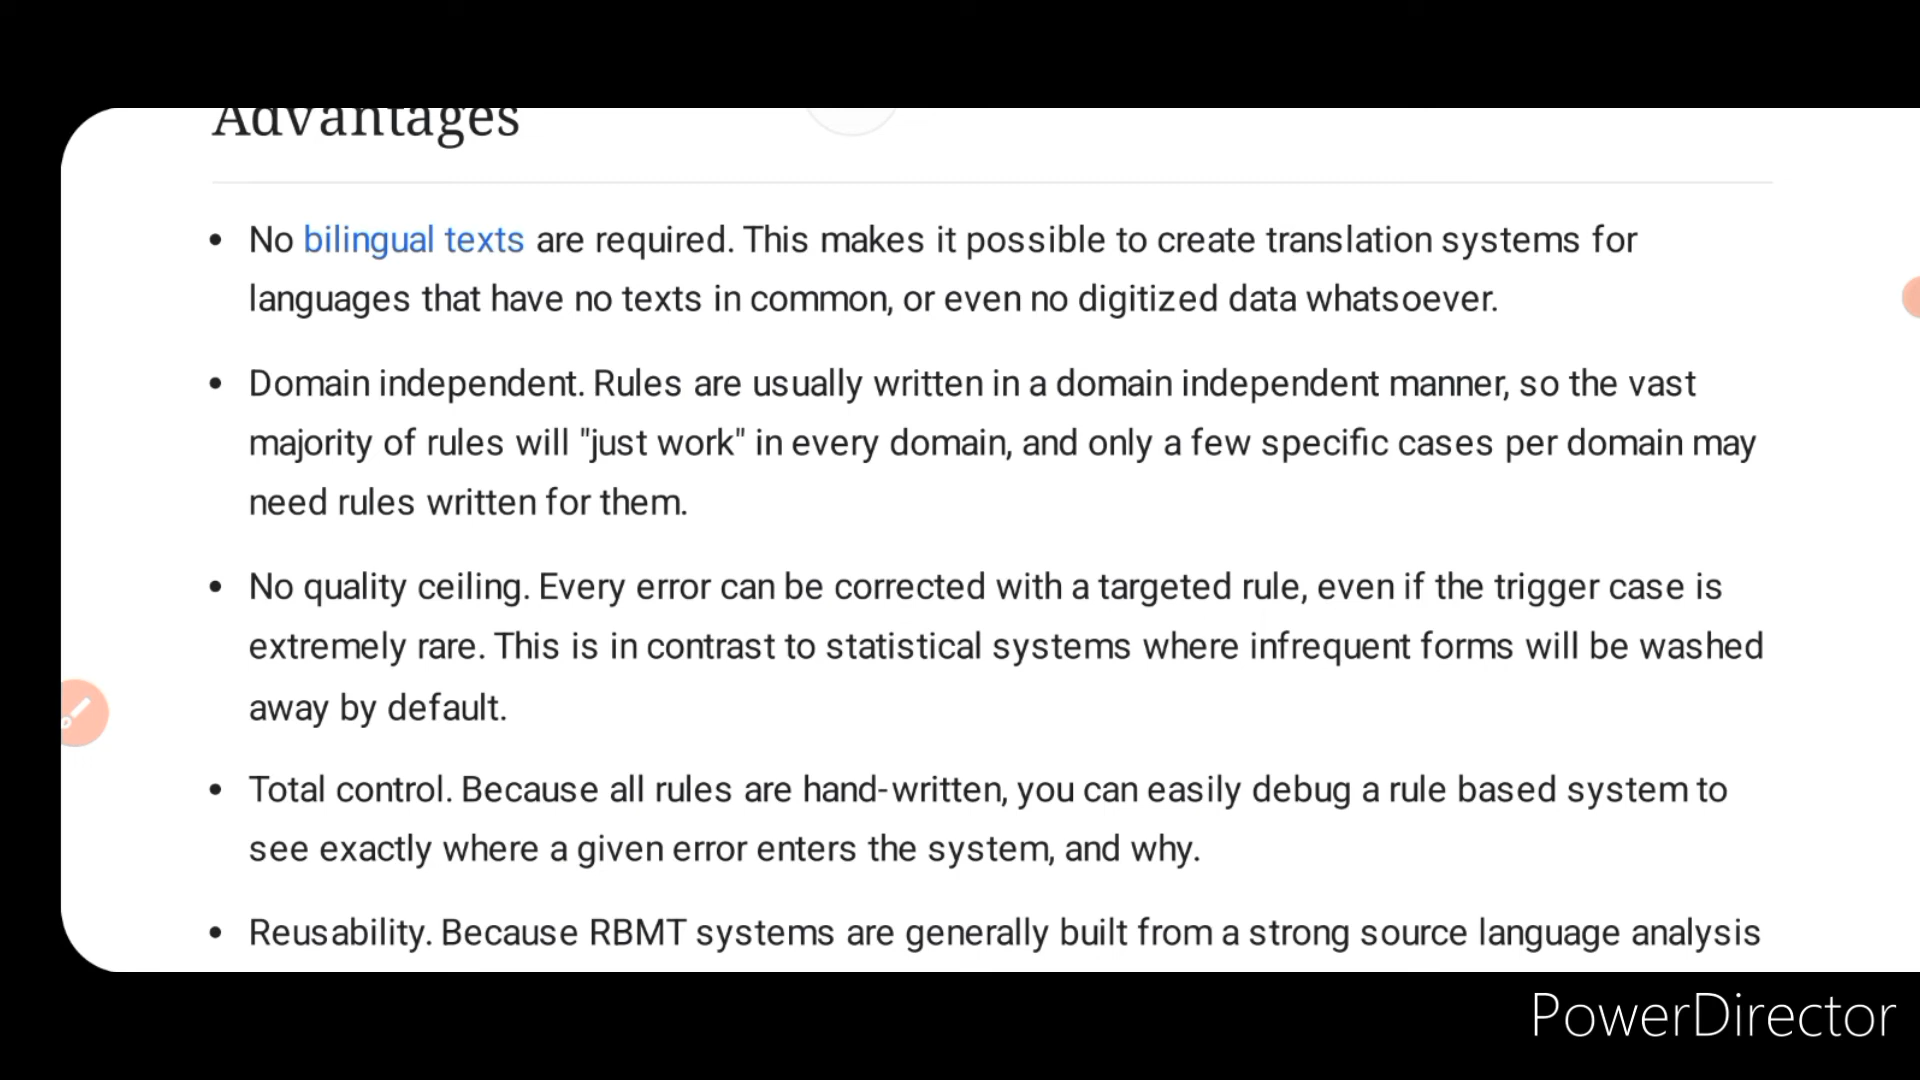 Advantages
• No bilingual texts are required. This makes it possible to create translation systems for
languages that have no texts in common, or even no digitized data whatsoever.
• Domain independent. Rules are usually written in a domain independent manner, so the vast
majority of rules will "just work" in every domain, and only a few specific cases per domain may
need rules written for them.
• No quality ceiling. Every error can be corrected with a targeted rule, even if the trigger case is
extremely rare. This is in contrast to statistical systems where infrequent forms will be washed
away by default.
• Total control. Because all rules are hand-written, you can easily debug a rule based system to
see exactly where a given error enters the system, and why.
• Reusability. Because RBMT systems are generally built from a strong source language analysis
PowerDirector